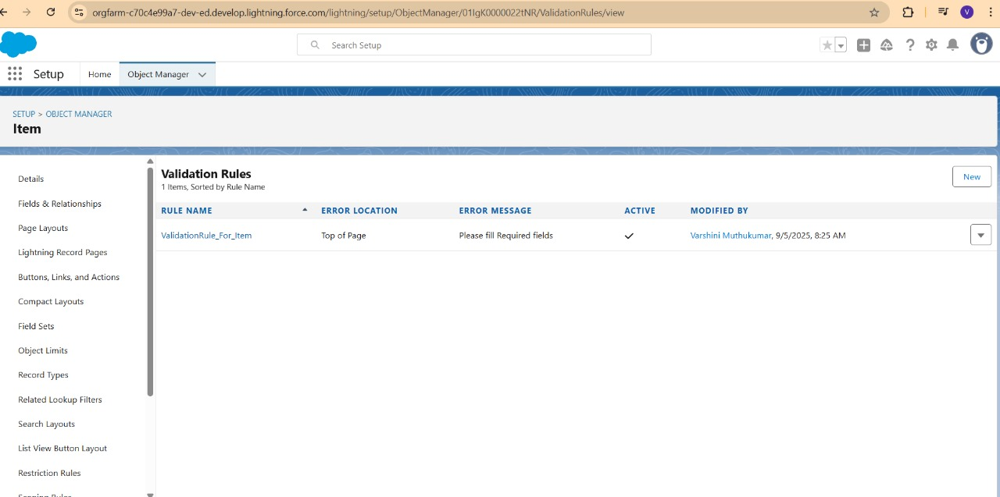 orgfarm-c70c4e99a7-dev-ed.develop.lightning.force.com/lightning/setup/ObjectManager/01IgK0000022tNR/ValidationRules/view
V
Search Setup
Setup
Home
Object Manager
SETUP > OBJECT MANAGER
Item
Details
Fields & Relationships
Page Layouts
Lightning Record Pages
Buttons, Links, and Actions
Compact Layouts
Field Sets
Object Limits
Record Types
Related Lookup Filters
Search Layouts
List View Button Layout
Restriction Rules
Scoping Rules
Validation Rules
1 Items, Sorted by Rule Name
New
RULE NAME ERROR LOCATION ERROR MESSAGE ACTIVE MODIFIED BY
ValidationRule_For_Item Top of Page Please fill Required fields Varshini Muthukumar, 9/5/2025, 8:25 AM